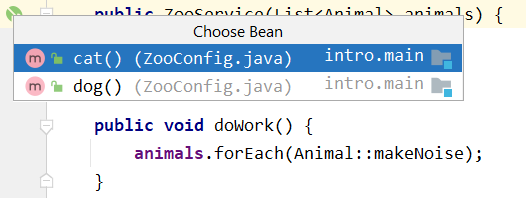 public ZooService(List<Animal> animals) {
Choose Bean
cat() (ZooConfig.java) intro.main
dog() (ZooConfig.java) intro.main
public void doWork() {
animals.forEach(Animal::makeNoise);
}